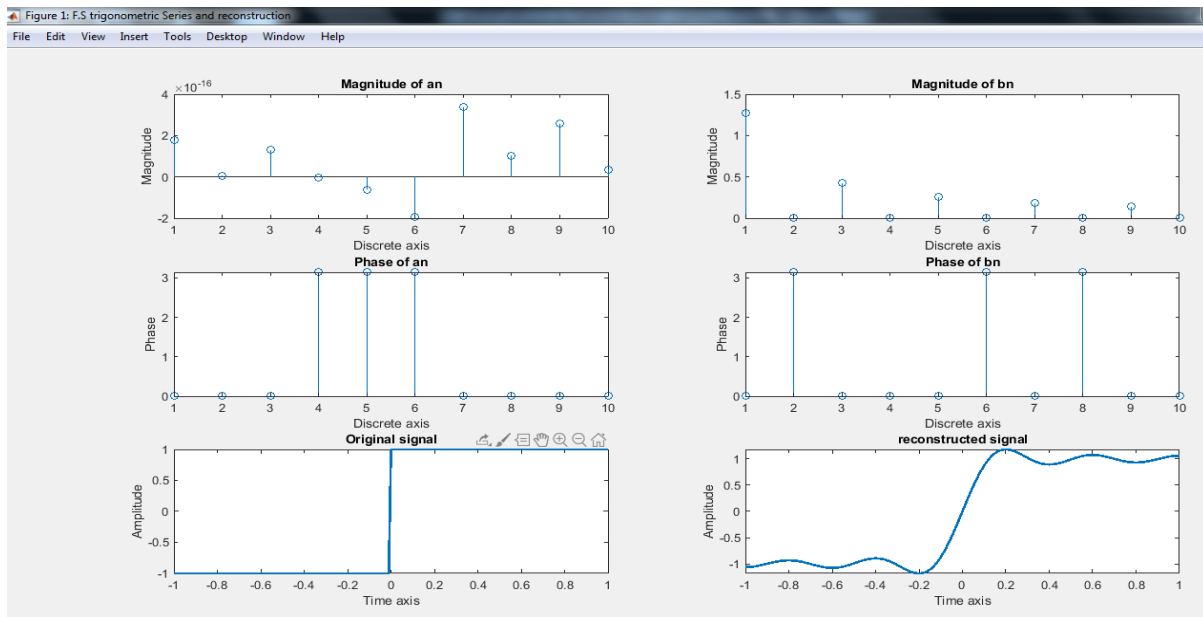 Figure 1: F.S trigonometric Series and reconstruction
File Edit View Insert Tools Desktop Window Help
×10-16
Magnitude of an
4
2
0
-2
Magnitude
1 2 3 4 5 6 7 8 9 10
Discrete axis
Magnitude of bn
1.5
1
0.5
0
Magnitude
1 2 3 4 5 6 7 8 9 10
Discrete axis
Phase of an
3
2
1
0
Phase
1 2 3 4 5 6 7 8 9 10
Discrete axis
Phase of bn
3
2
1
0
Phase
1 2 3 4 5 6 7 8 9 10
Discrete axis
Original signal
1
0.5
0
-0.5
-1
Amplitude
-1 -0.8 -0.6 -0.4 -0.2 0 0.2 0.4 0.6 0.8 1
Time axis
reconstructed signal
1
0.5
0
-0.5
-1
Amplitude
-1 -0.8 -0.6 -0.4 -0.2 0 0.2 0.4 0.6 0.8 1
Time axis